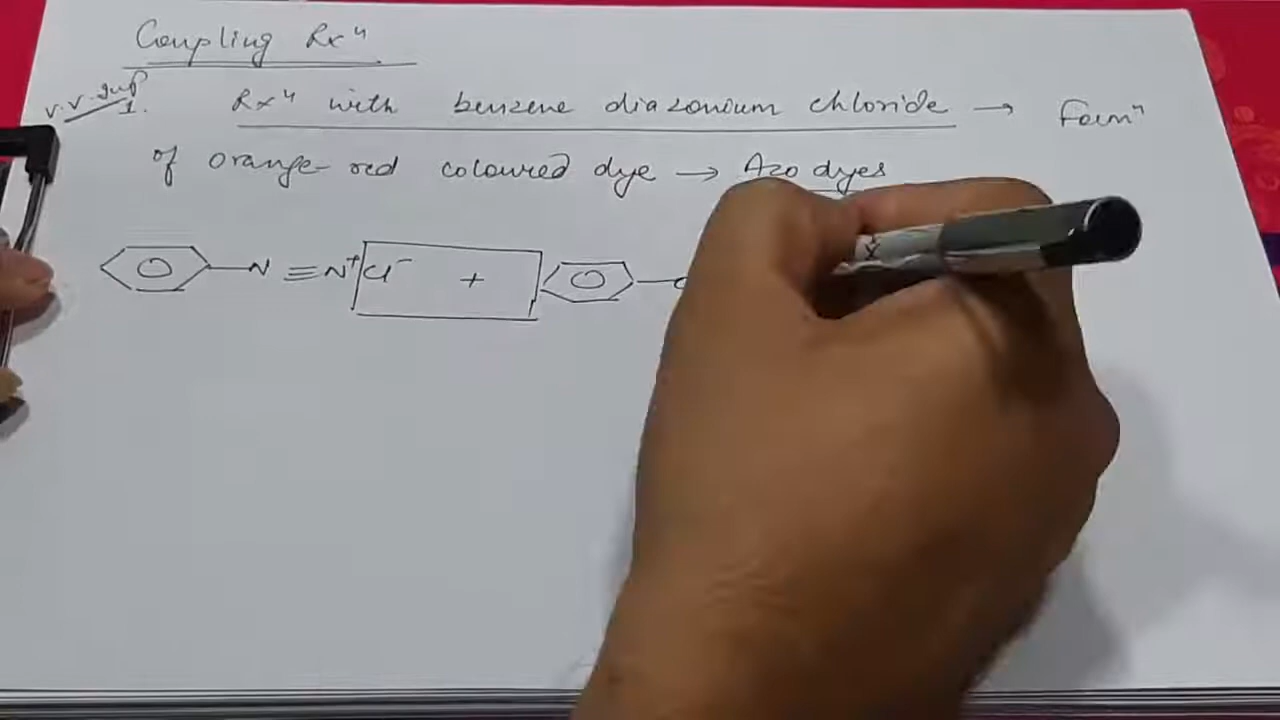 Coupling Rxⁿ
v.v.Imp
1. Rxⁿ with benzene diazonium chloride → Formⁿ
of orange-red coloured dye → Azo dyes
N ≡ N⁺ Cl⁻ +